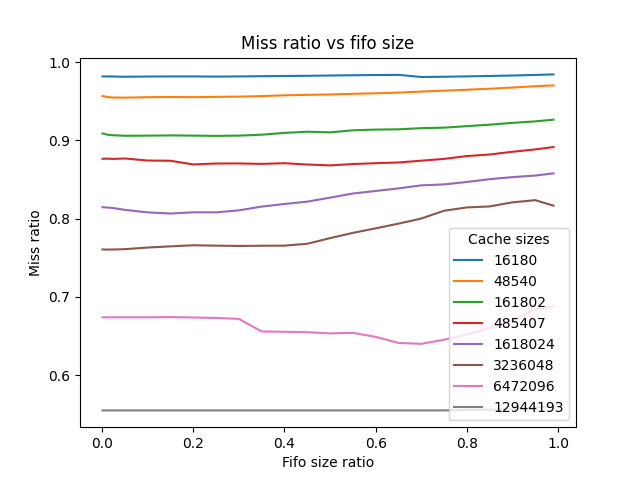 Miss ratio vs fifo size
1.0
0.9
0.8
0.7
0.6
Miss ratio
0.0 0.2 0.4 0.6 0.8 1.0
Fifo size ratio
Cache sizes
16180
48540
161802
485407
1618024
3236048
6472096
12944193